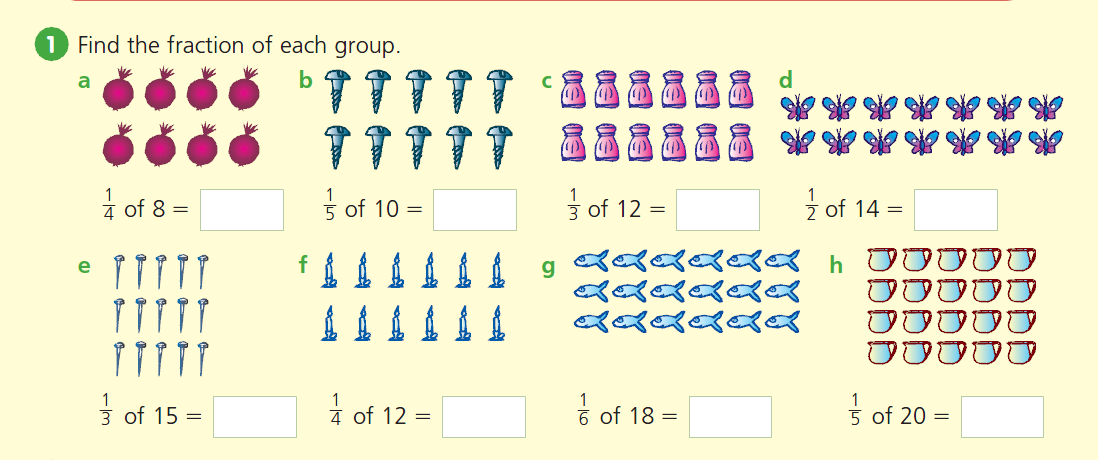 1 Find the fraction of each group.
a b c d
1/4 of 8 = 1/5 of 10 = 1/3 of 12 = 1/2 of 14 =
e f g h
1/3 of 15 = 1/4 of 12 = 1/6 of 18 = 1/5 of 20 =